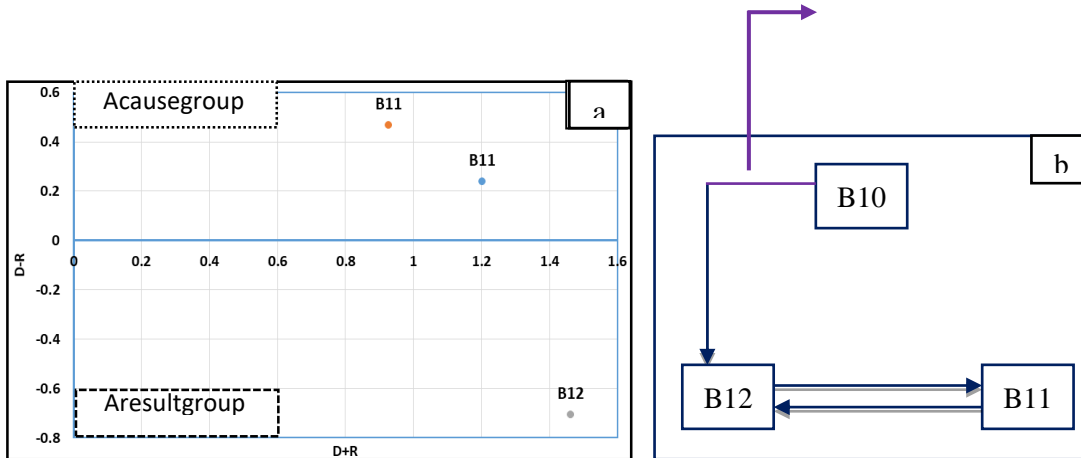 0.6
Acausegroup
B11
a
0.4
B11
0.2
0
0 0.2 0.4 0.6 0.8 1 1.2 1.4 1.6
D-R
-0.2
-0.4
-0.6
Aresultgroup
B12
-0.8
D+R
b
B10
B12
B11